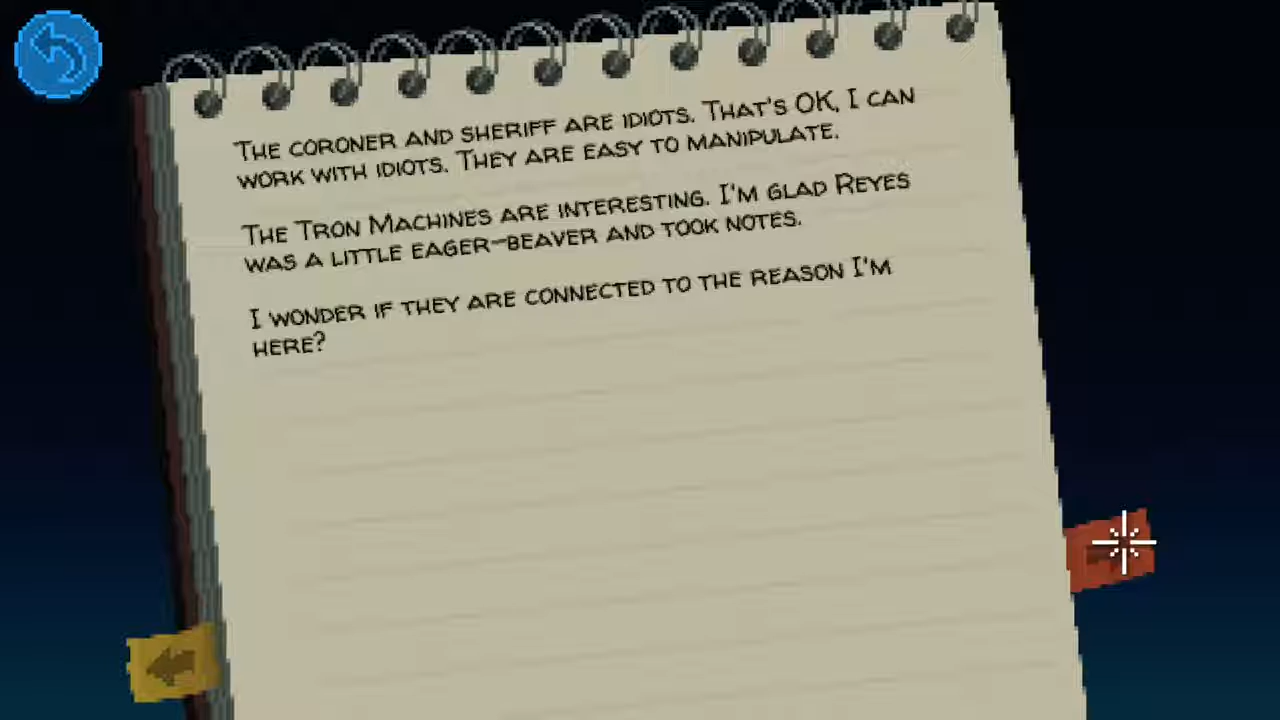 The coroner and sheriff are idiots. That's OK, I can
work with idiots. They are easy to manipulate.
The Tron Machines are interesting. I'm glad Reyes
was a little eager-beaver and took notes.
I wonder if they are connected to the reason I'm
here?